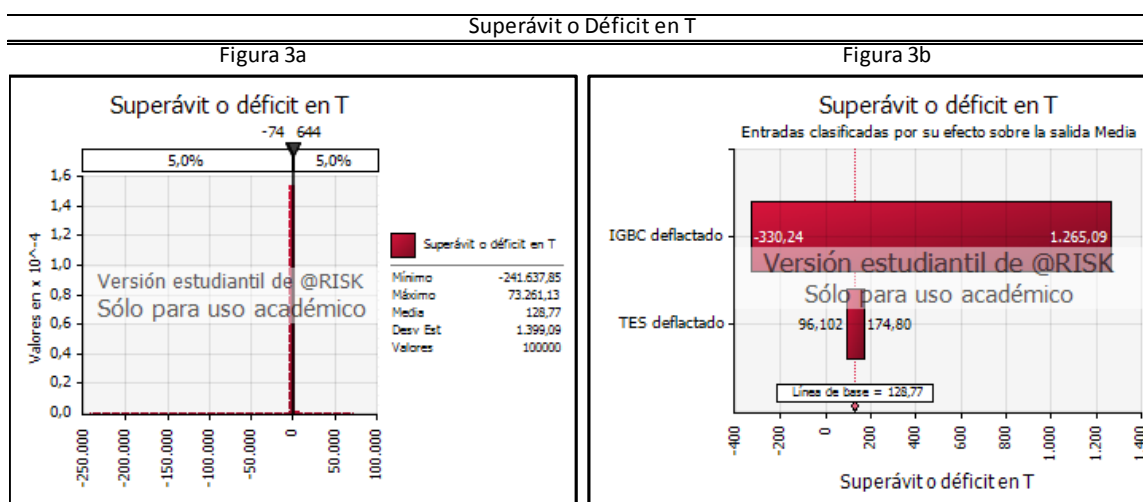 Superávit o Déficit en T
Figura 3a
Figura 3b
Superávit o déficit en T
-74 644
5,0% 5,0%
Valores en x 10^-4
1,6
1,4
1,2
1,0
0,8
0,6
0,4
0,2
0,0
-250.000
-200.000
-150.000
-100.000
-50.000
0
50.000
100.000
Versión estudiantil de @RISK
Sólo para uso académico
Superávit o déficit en T
Mínimo -241.637,85
Máximo 73.261,13
Media 128,77
Desv Est 1.399,09
Valores 100000
Superávit o déficit en T
Entradas clasificadas por su efecto sobre la salida Media
IGBC deflactado
-330,24 1.265,09
Versión estudiantil de @RISK
Sólo para uso académico
TES deflactado
96,102 174,80
Línea de base = 128,77
-400
-200
0
200
400
600
800
1.000
1.200
1.400
Superávit o déficit en T